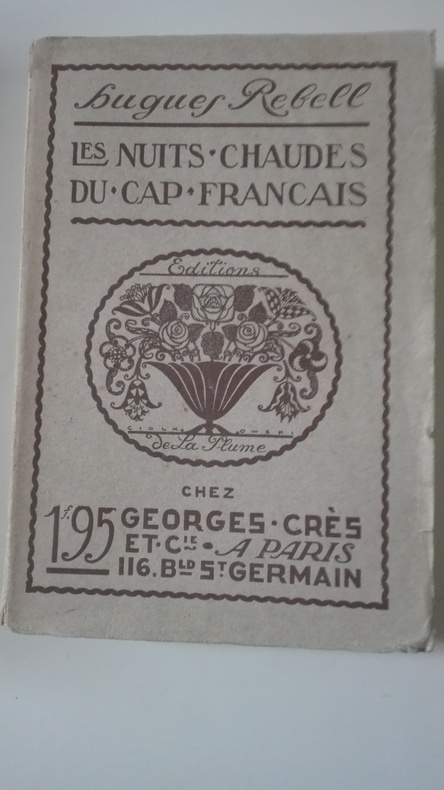 Hugues Rebell
LES NUITS·CHAUDES
DU·CAP·FRANCAIS
Editions
de La Plume
CHEZ
1f.95
GEORGES·CRÈS
ET·CIE·A PARIS
116.BLD ST GERMAIN